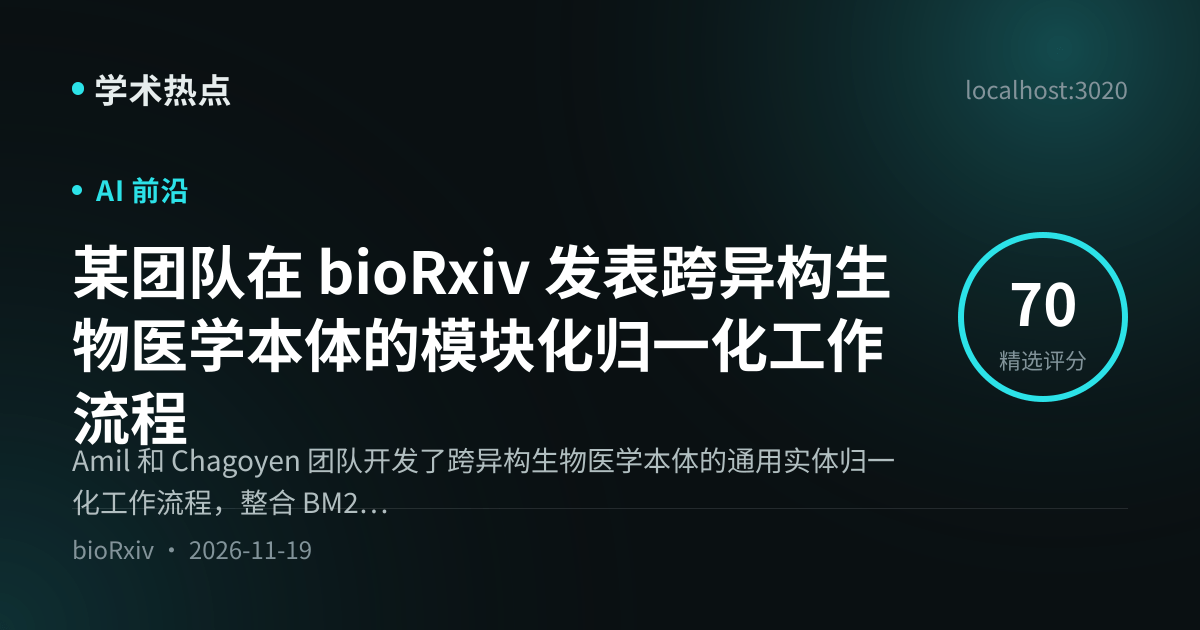 学术热点
localhost:3020
AI 前沿
某团队在 bioRxiv 发表跨异构生
物医学本体的模块化归一化工作
流程
70
精选评分
Amil 和 Chagoyen 团队开发了跨异构生物医学本体的通用实体归一
化工作流程，整合 BM2…
bioRxiv · 2026-11-19